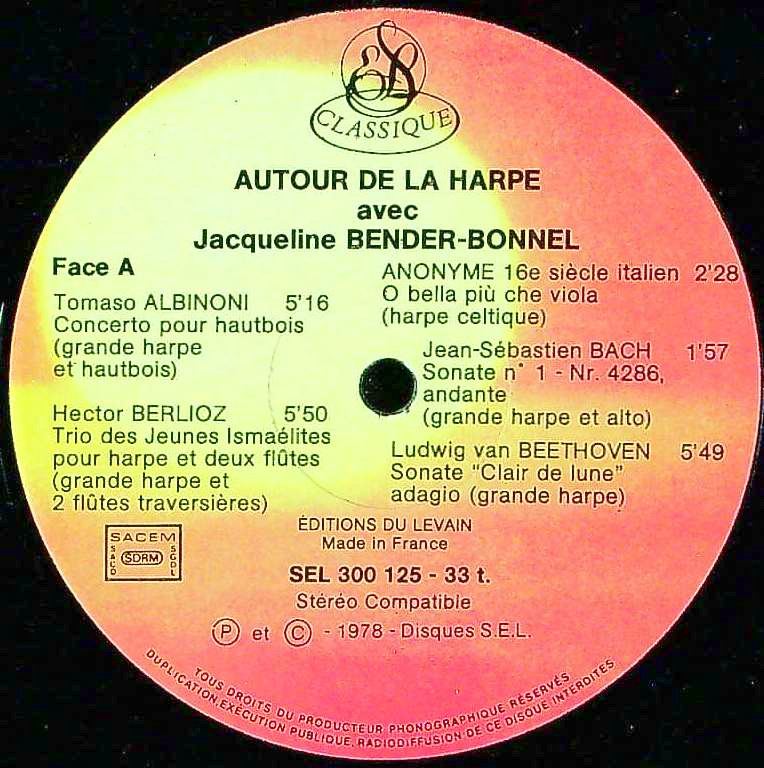 SEL
CLASSIQUE
AUTOUR DE LA HARPE
avec
Jacqueline BENDER-BONNEL
Face A
Tomaso ALBINONI 5'16
Concerto pour hautbois
(grande harpe
et hautbois)
Hector BERLIOZ 5'50
Trio des Jeunes Ismaélites
pour harpe et deux flûtes
(grande harpe et
2 flûtes traversières)
ANONYME 16e siècle italien 2'28
O bella più che viola
(harpe celtique)
Jean-Sébastien BACH 1'57
Sonate n° 1 - Nr. 4286,
andante
(grande harpe et alto)
Ludwig van BEETHOVEN 5'49
Sonate "Clair de lune"
adagio (grande harpe)
SACEM
SACD
SDRM
SGDL
ÉDITIONS DU LEVAIN
Made in France
SEL 300 125 - 33 t.
Stéréo Compatible
Ⓟ et © - 1978 - Disques S.E.L.
TOUS DROITS DU PRODUCTEUR PHONOGRAPHIQUE RÉSERVÉS
DUPLICATION, EXÉCUTION PUBLIQUE, RADIODIFFUSION DE CE DISQUE INTERDITES